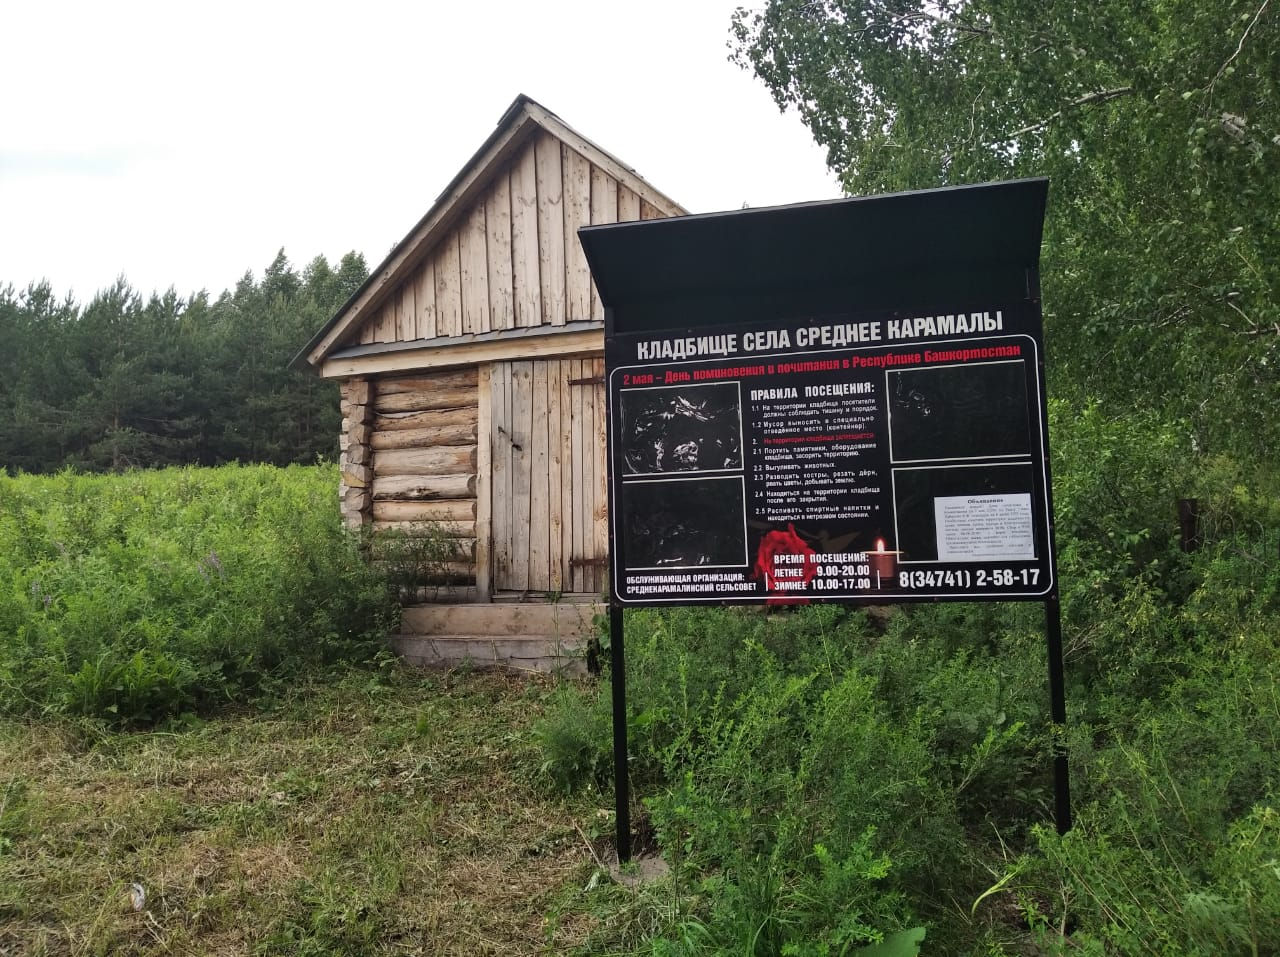 КЛАДБИЩЕ СЕЛА СРЕДНЕЕ КАРАМАЛЫ
2 мая – День поминовения и почитания в Республике Башкортостан
ПРАВИЛА ПОСЕЩЕНИЯ:
1.1 На территории кладбища посетители
должны соблюдать тишину и порядок.
1.2 Мусор выносить в специально
отведённое место (контейнер).
2. На территории кладбища ЗАПРЕЩАЕТСЯ:
2.1 Портить памятники, оборудование
кладбища, засорять территорию.
2.2 Выгуливать животных.
2.3 Разводить костры, резать дёрн,
рвать цветы, добывать землю.
2.4 Находиться на территории кладбища
после его закрытия.
2.5 Распивать спиртные напитки и
находиться в нетрезвом состоянии.
Объявление
ВРЕМЯ ПОСЕЩЕНИЯ:
ЛЕТНЕЕ 9.00-20.00
ЗИМНЕЕ 10.00-17.00
ОБСЛУЖИВАЮЩАЯ ОРГАНИЗАЦИЯ:
СРЕДНЕКАРАМАЛИНСКИЙ СЕЛЬСОВЕТ
8(34741) 2-58-17